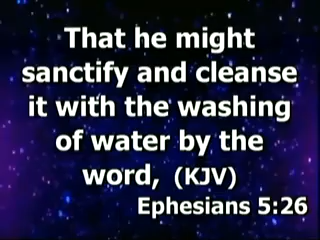 That he might
sanctify and cleanse
it with the washing
of water by the
word, (KJV)
Ephesians 5:26